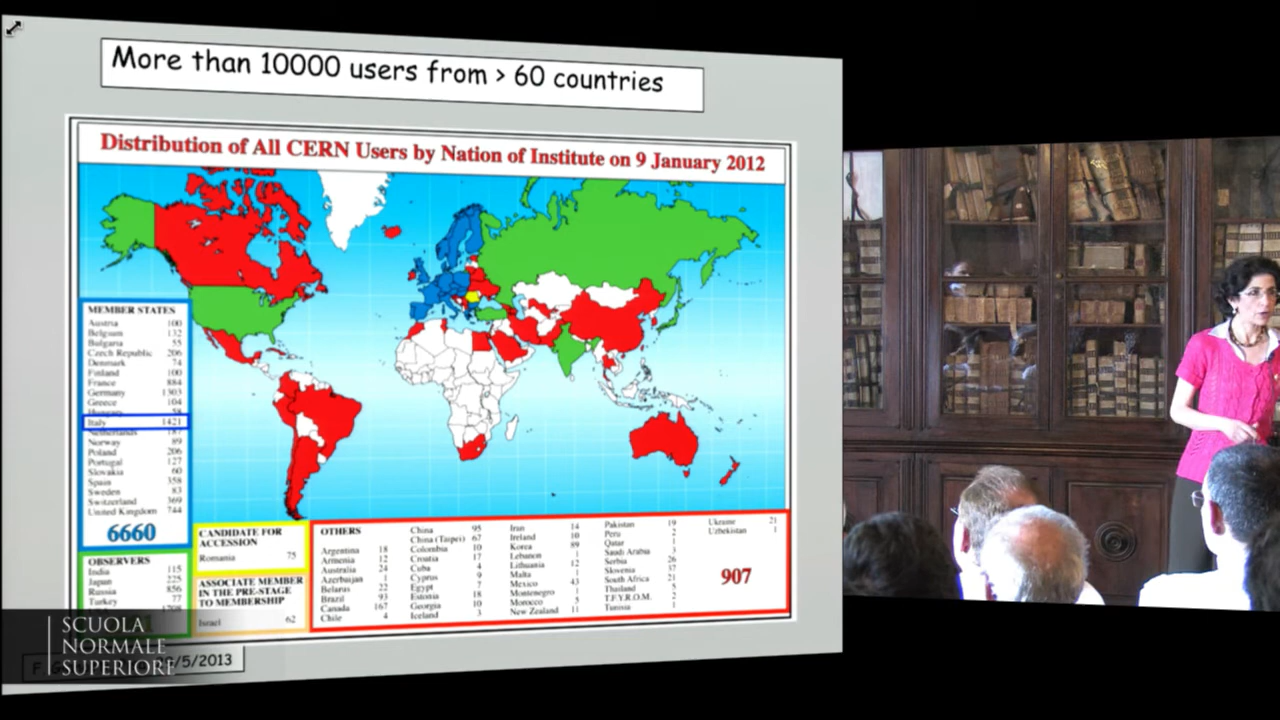 More than 10000 users from > 60 countries
Distribution of All CERN Users by Nation of Institute on 9 January 2012
MEMBER STATES
Austria 100
Belgium 132
Bulgaria 55
Czech Republic 206
Denmark 74
Finland 100
France 884
Germany 1303
Greece 104
Hungary 58
Italy 1421
Netherlands 187
Norway 89
Poland 206
Portugal 127
Slovakia 60
Spain 358
Sweden 83
Switzerland 369
United Kingdom 744
6660
OBSERVERS
India 115
Japan 225
Russia 856
Turkey 77
CANDIDATE FOR
ACCESSION
Romania 75
ASSOCIATE MEMBER
IN THE PRE-STAGE
TO MEMBERSHIP
Israel 62
OTHERS
Argentina 18
Armenia 12
Australia 24
Azerbaijan 1
Belarus 22
Brazil 93
Canada 167
Chile 4
China 95
China (Taipei) 67
Colombia 10
Croatia 17
Cuba 4
Cyprus 9
Egypt 7
Estonia 18
Georgia 10
Iceland 3
Iran 14
Ireland 10
Korea 89
Lebanon 1
Lithuania 12
Malta 1
Mexico 43
Montenegro 1
Morocco 5
New Zealand 11
Pakistan 19
Peru 2
Qatar 1
Saudi Arabia 3
Serbia 26
Slovenia 37
South Africa 21
Thailand 5
T.F.Y.R.O.M. 2
Tunisia 1
Ukraine 21
Uzbekistan 1
907
SCUOLA
NORMALE
SUPERIORE
/5/2013